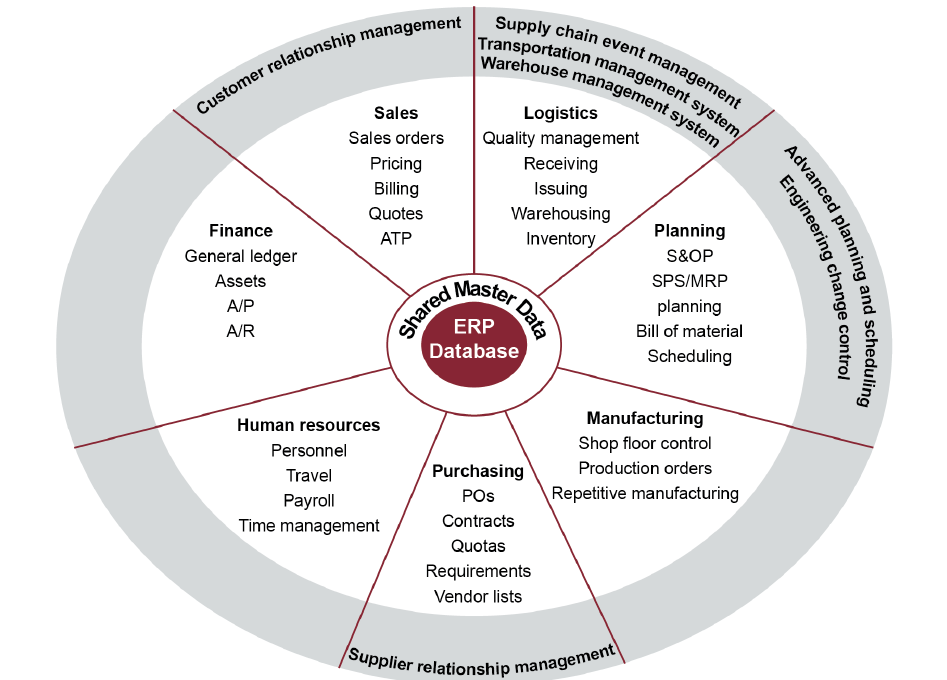 Customer relationship management
Supply chain event management
Transportation management system
Warehouse management system
Advanced planning and scheduling
Engineering change control
Sales
Sales orders
Pricing
Billing
Quotes
ATP
Logistics
Quality management
Receiving
Issuing
Warehousing
Inventory
Finance
General ledger
Assets
A/P
A/R
Planning
S&OP
SPS/MRP
planning
Bill of material
Scheduling
Shared Master Data
ERP
Database
Human resources
Personnel
Travel
Payroll
Time management
Purchasing
POs
Contracts
Quotas
Requirements
Vendor lists
Manufacturing
Shop floor control
Production orders
Repetitive manufacturing
Supplier relationship management